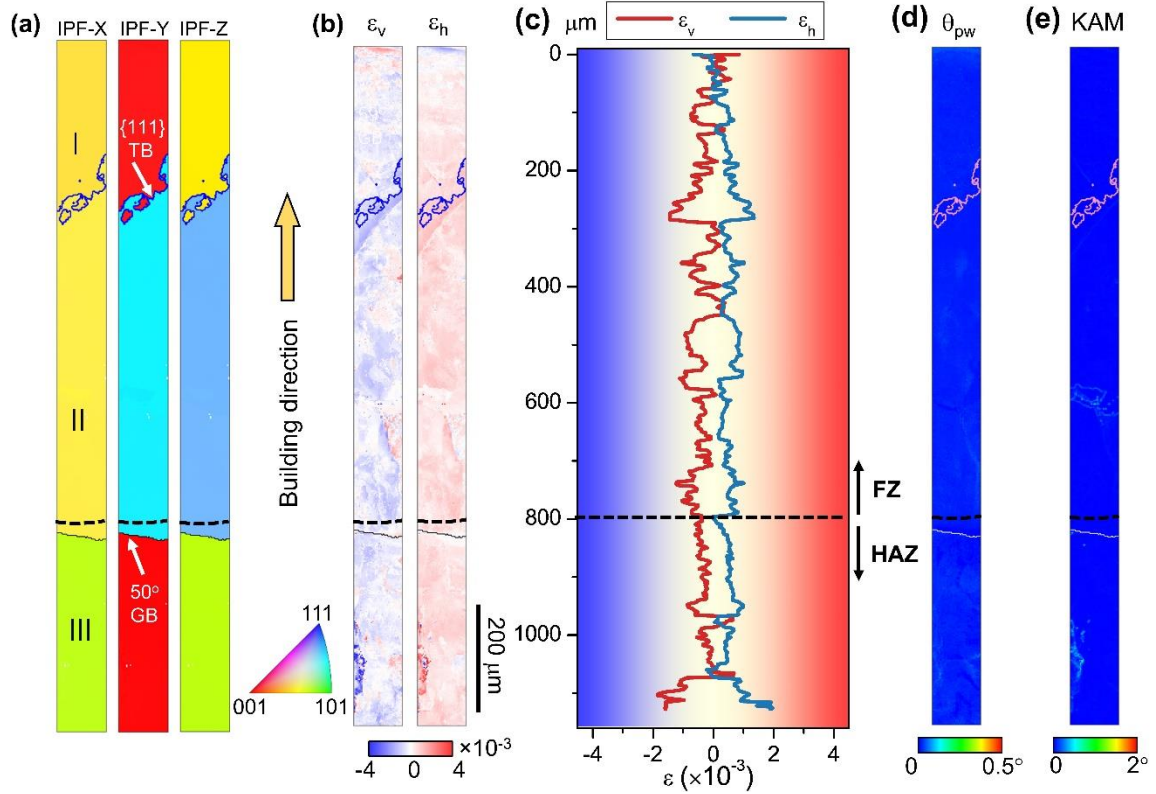 (a) IPF-X IPF-Y IPF-Z
I
{111}
TB
II
50° GB
III
111
001 101
Building direction
(b) εv εh
200 μm
×10-3
-4 0 4
(c) μm εv εh
0
200
400
600
800
1000
-4 -2 0 2 4
ε (×10-3)
FZ
HAZ
(d) θpw
0 0.5°
(e) KAM
0 2°